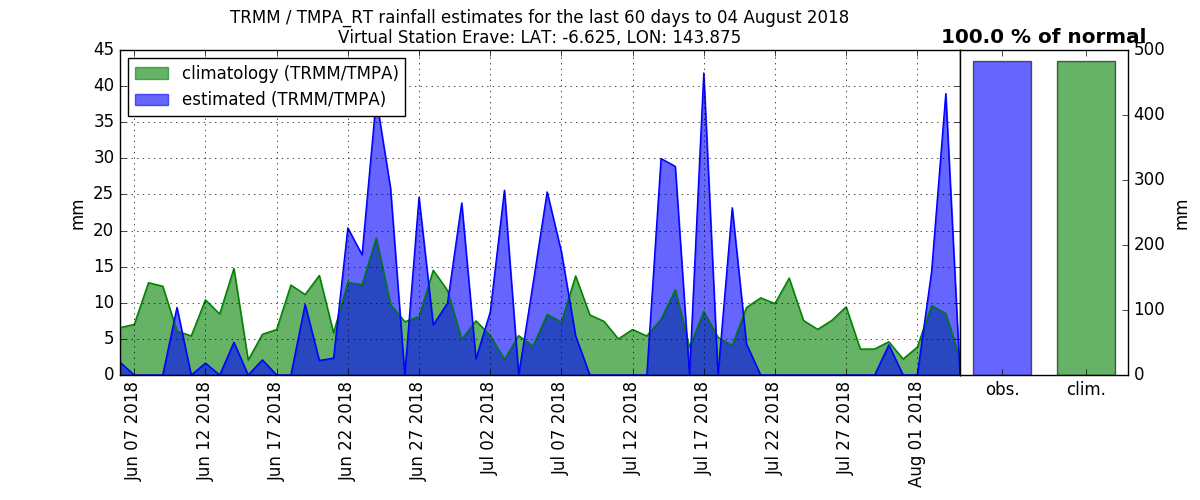 TRMM / TMPA_RT rainfall estimates for the last 60 days to 04 August 2018
Virtual Station Erave: LAT: -6.625, LON: 143.875
100.0 % of normal
climatology (TRMM/TMPA)
estimated (TRMM/TMPA)
mm
45
40
35
30
25
20
15
10
5
0
Jun 07 2018
Jun 12 2018
Jun 17 2018
Jun 22 2018
Jun 27 2018
Jul 02 2018
Jul 07 2018
Jul 12 2018
Jul 17 2018
Jul 22 2018
Jul 27 2018
Aug 01 2018
obs.
clim.
500
400
300
200
100
0
mm